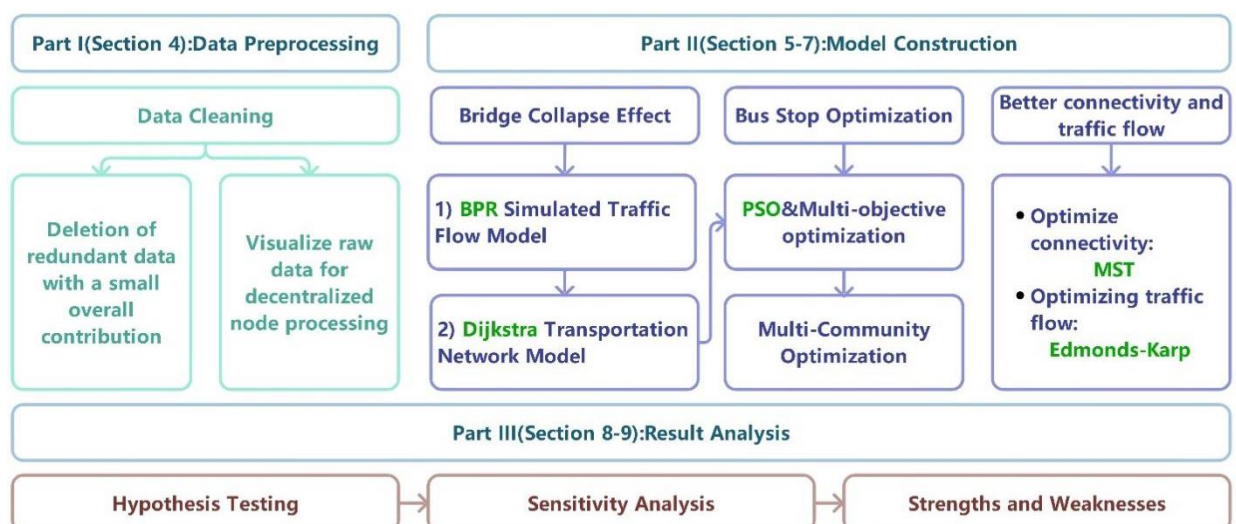 Part I(Section 4):Data Preprocessing
Part II(Section 5-7):Model Construction
Data Cleaning
Deletion of
redundant data
with a small
overall
contribution
Visualize raw
data for
decentralized
node processing
Bridge Collapse Effect
1) BPR Simulated Traffic
Flow Model
2) Dijkstra Transportation
Network Model
Bus Stop Optimization
PSO&Multi-objective
optimization
Multi-Community
Optimization
Better connectivity and
traffic flow
• Optimize
connectivity:
MST
• Optimizing traffic
flow:
Edmonds-Karp
Part III(Section 8-9):Result Analysis
Hypothesis Testing
Sensitivity Analysis
Strengths and Weaknesses